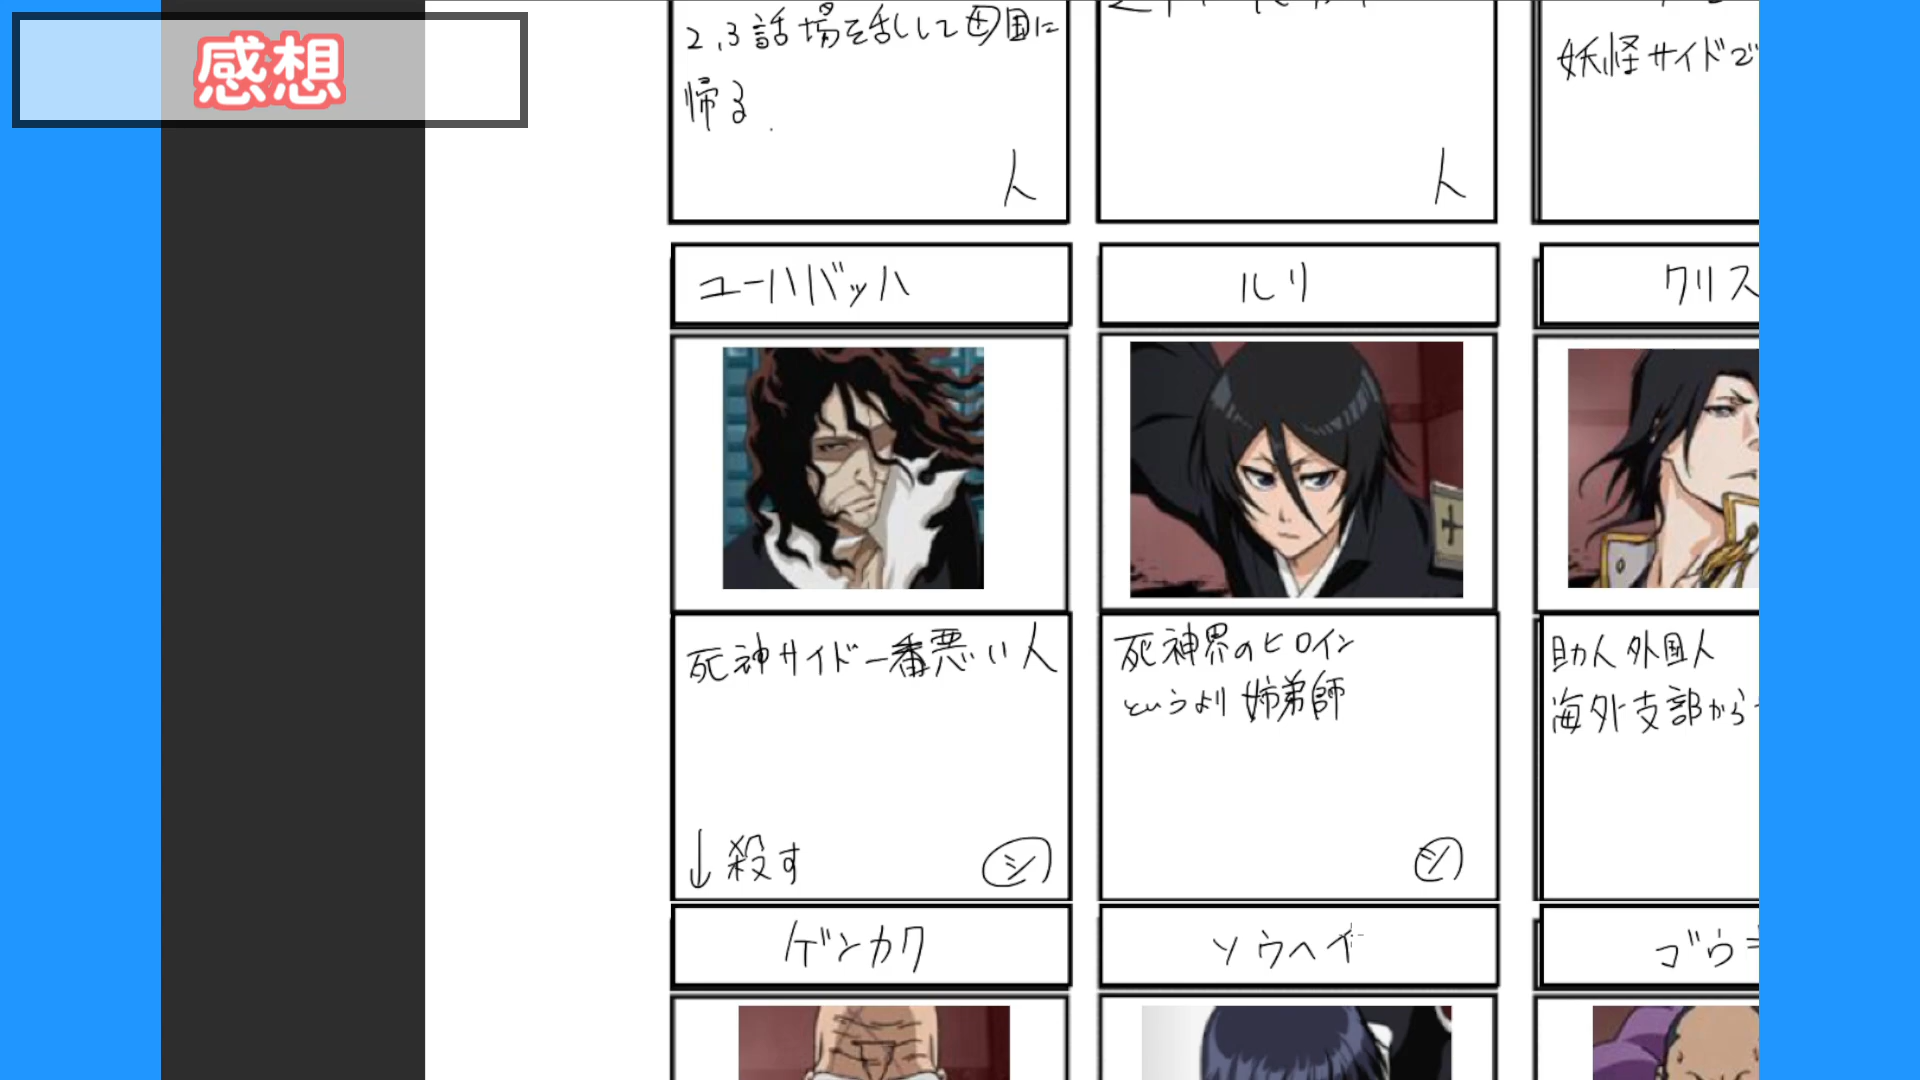 感想
2,3話場を乱して母国に
帰る.
人
人
妖怪サイドで
ユーハバッハ
ルリ
クリス
死神サイド一番悪い人
↓殺す
シ
死神界のヒロイン
というより姉弟師
シ
助人外国人
海外支部から
ゲンカク
ソウヘイ
ゴウ